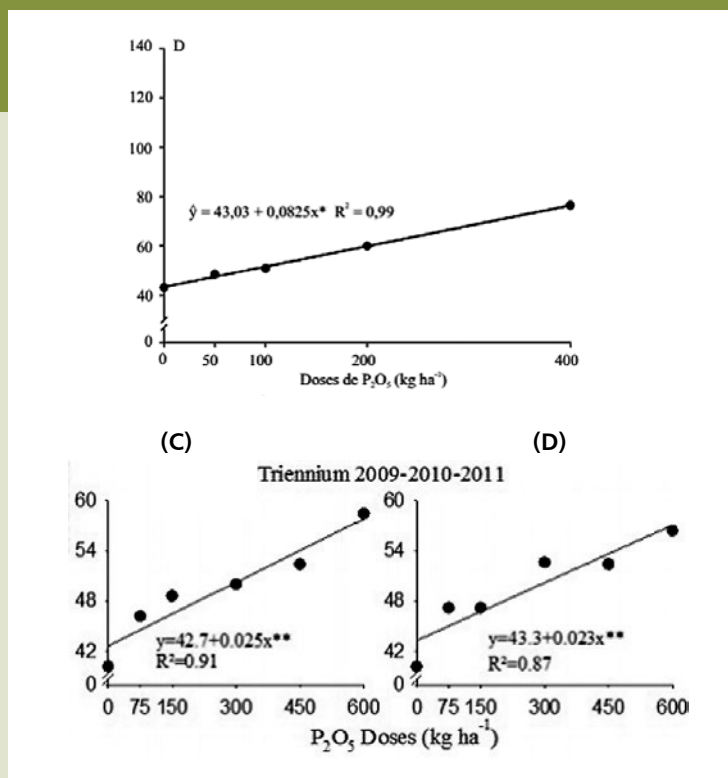 D
140
120
100
80
60
40
0
ŷ = 43,03 + 0,0825x* R² = 0,99
0 50 100 200 400
Doses de P₂O₅ (kg ha⁻¹)
(C) (D)
Triennium 2009-2010-2011
60
54
48
42
0
y=42.7+0.025x**
R²=0.91
0 75 150 300 450 600
60
54
48
42
0
y=43.3+0.023x**
R²=0.87
0 75 150 300 450 600
P₂O₅ Doses (kg ha⁻¹)